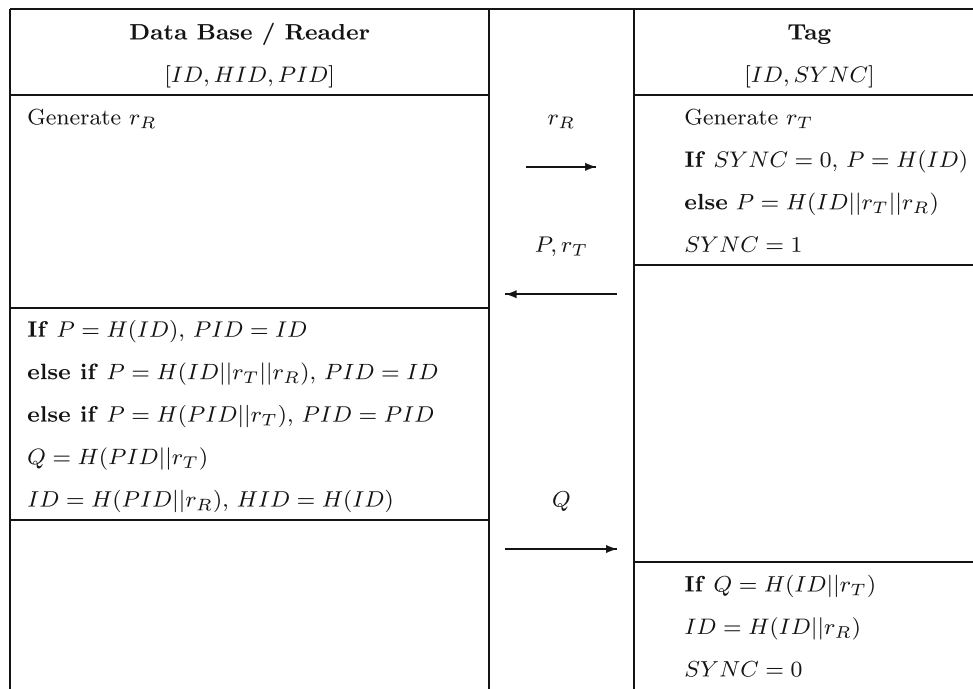 Data Base / Reader
[ID, HID, PID]
Tag
[ID, SYNC]
Generate r_R
r_R
Generate r_T
If SYNC = 0, P = H(ID)
else P = H(ID||r_T||r_R)
SYNC = 1
P, r_T
If P = H(ID), PID = ID
else if P = H(ID||r_T||r_R), PID = ID
else if P = H(PID||r_T), PID = PID
Q = H(PID||r_T)
ID = H(PID||r_R), HID = H(ID)
Q
If Q = H(ID||r_T)
ID = H(ID||r_R)
SYNC = 0